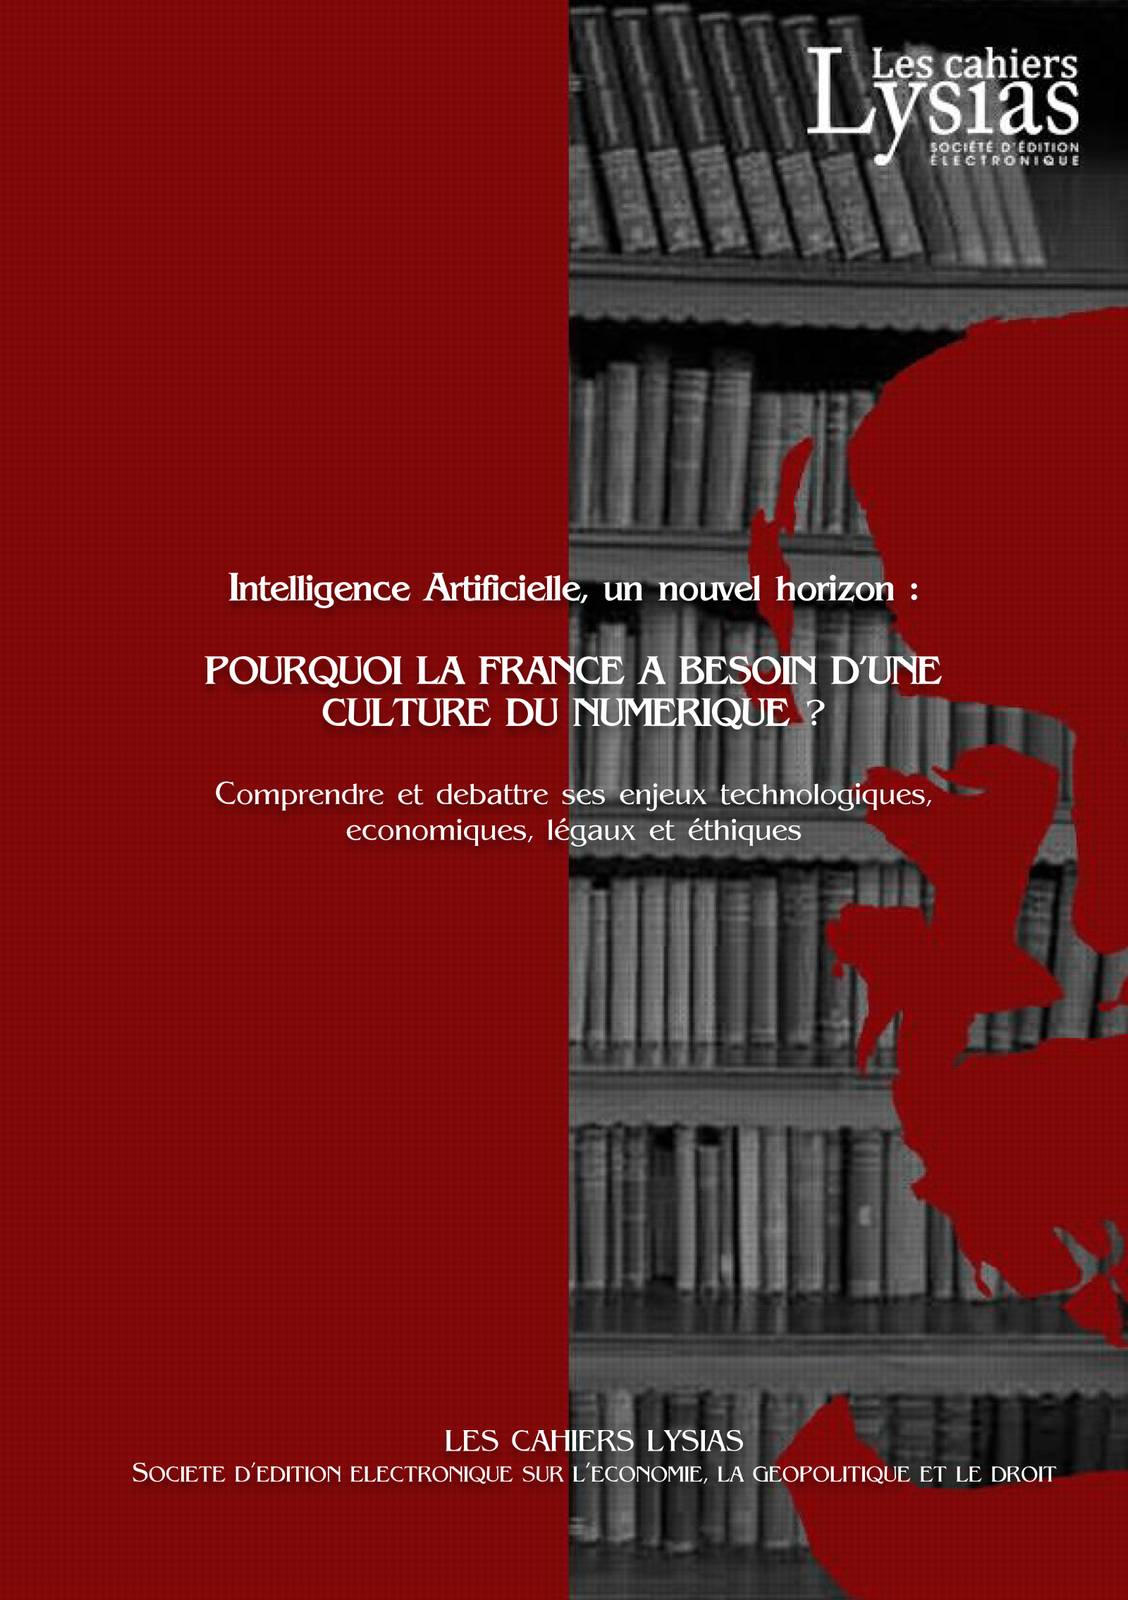 Les cahiers
Lysias
SOCIÉTÉ D'ÉDITION
ÉLECTRONIQUE
Intelligence Artificielle, un nouvel horizon :
POURQUOI LA FRANCE A BESOIN D'UNE
CULTURE DU NUMERIQUE ?
Comprendre et debattre ses enjeux technologiques,
economiques, légaux et éthiques
LES CAHIERS LYSIAS
SOCIETE D'EDITION ELECTRONIQUE SUR L'ECONOMIE, LA GEOPOLITIQUE ET LE DROIT